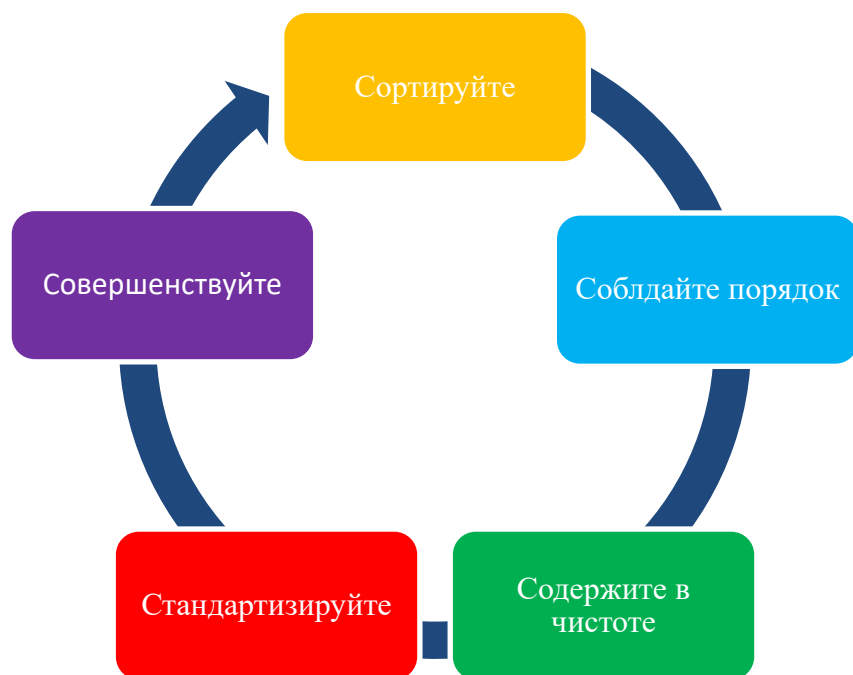 Сортируйте
Соблдайте порядок
Содержите в
чистоте
Стандартизируйте
Совершенствуйте